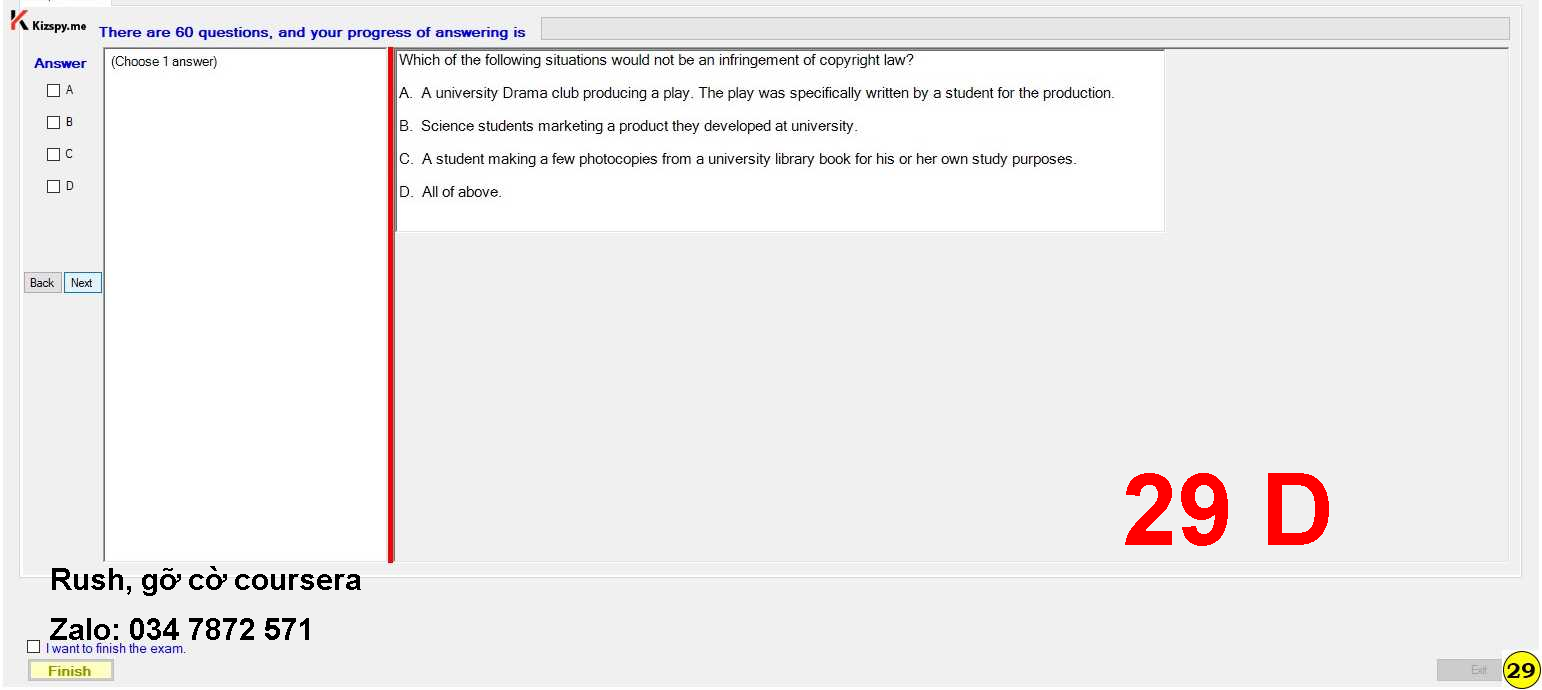 Kizspy.me
There are 60 questions, and your progress of answering is
Answer
(Choose 1 answer)
A
B
C
D
Back Next
Which of the following situations would not be an infringement of copyright law?
A. A university Drama club producing a play. The play was specifically written by a student for the production.
B. Science students marketing a product they developed at university.
C. A student making a few photocopies from a university library book for his or her own study purposes.
D. All of above.
29 D
Rush, gỡ cờ coursera
Zalo: 034 7872 571
I want to finish the exam.
Finish
Exit
29